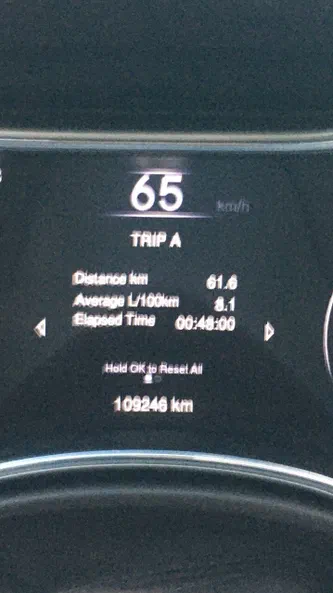 65 km/h
TRIP A
Distance km 61.6
Average L/100km 8.1
Elapsed Time 00:48:00
Hold OK to Reset All
109246 km